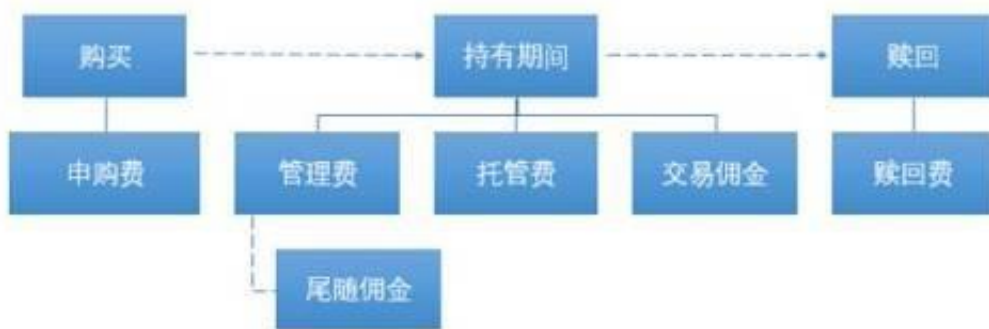 购买
持有期间
赎回
申购费
管理费
托管费
交易佣金
赎回费
尾随佣金